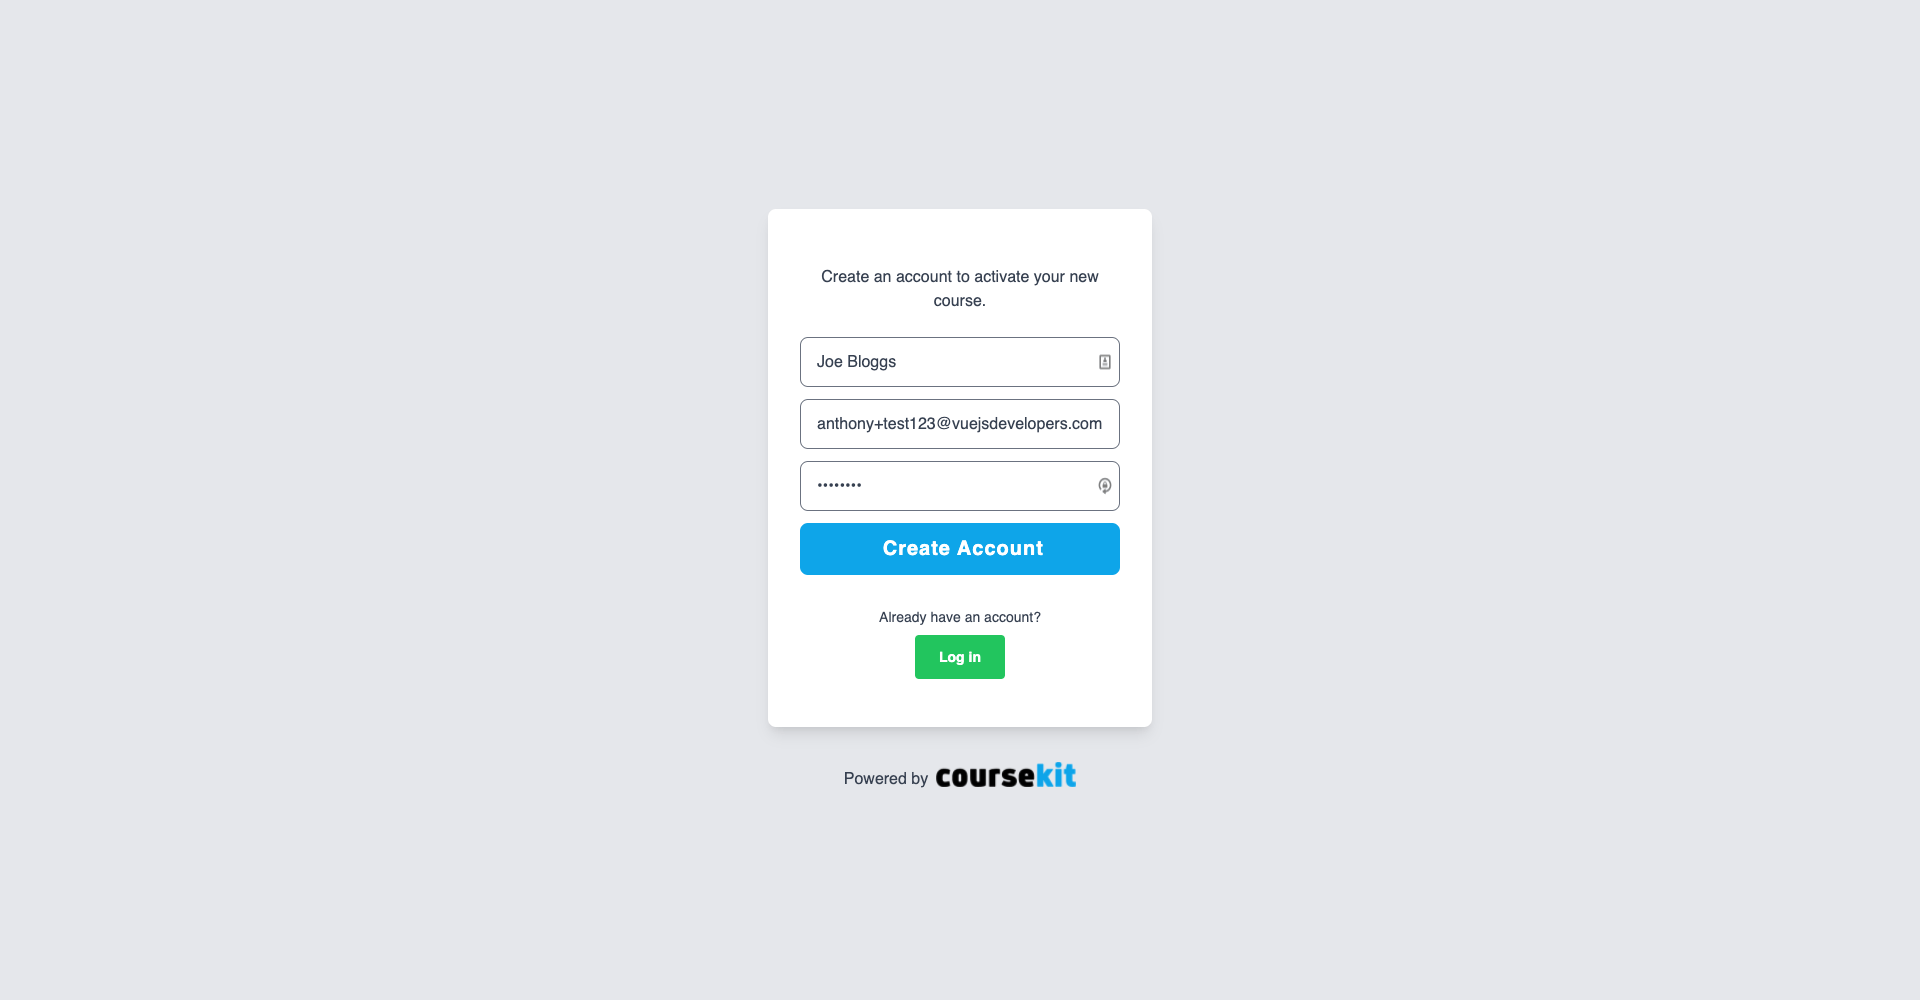 Create an account to activate your new
course.
Joe Bloggs
anthony+test123@vuejsdevelopers.com
••••••••
Create Account
Already have an account?
Log in
Powered by coursekit